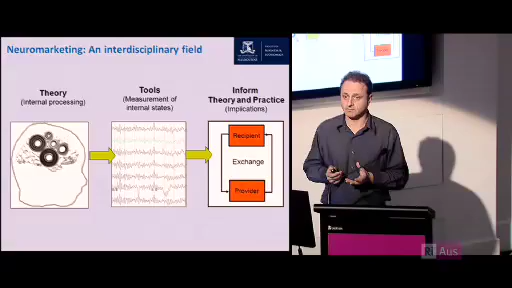 Neuromarketing: An interdisciplinary field
Theory
(internal processing)
Tools
(Measurement of
internal states)
Inform
Theory and Practice
(Implications)
Recipient
Exchange
Provider
Aus